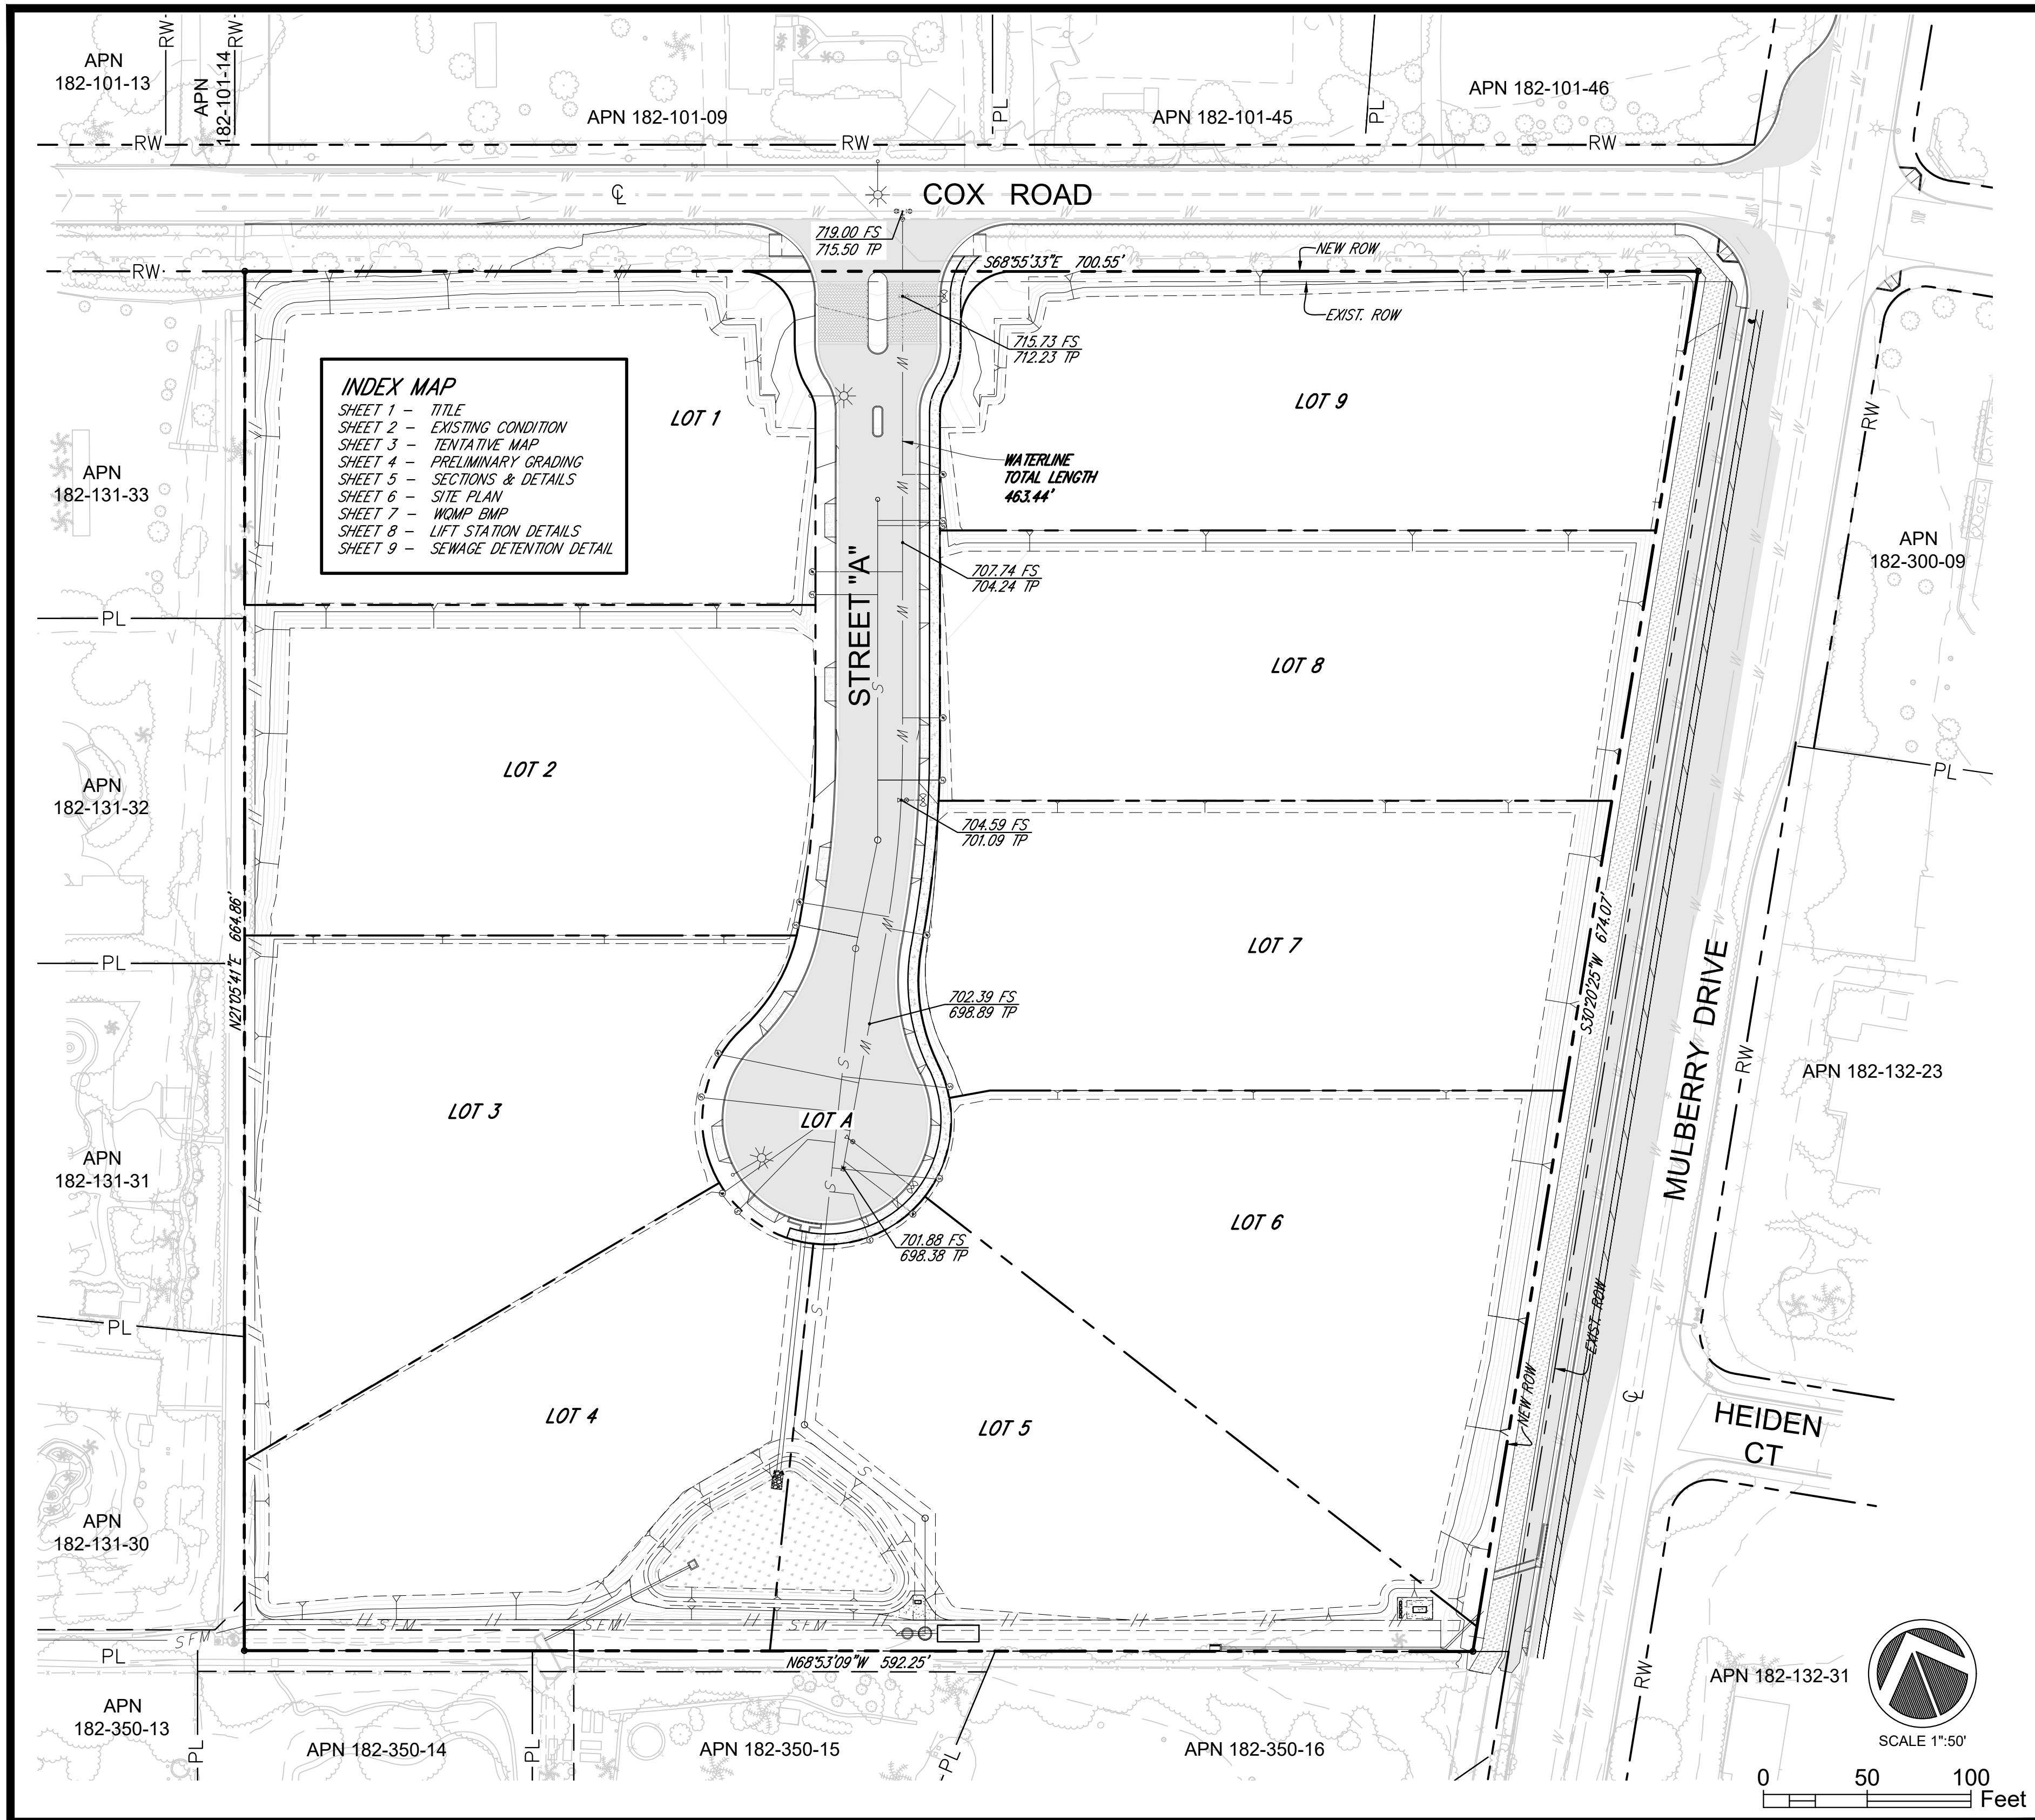 APN
182-101-13
RW
APN
182-101-14
RW
APN 182-101-09
PL
APN 182-101-45
PL
APN 182-101-46
RW
RW
RW
COX ROAD
719.00 FS
715.50 TP
RW
S68°55'33"E 700.55'
NEW ROW
EXIST. ROW
715.73 FS
712.23 TP
INDEX MAP
SHEET 1 - TITLE
SHEET 2 - EXISTING CONDITION
SHEET 3 - TENTATIVE MAP
SHEET 4 - PRELIMINARY GRADING
SHEET 5 - SECTIONS & DETAILS
SHEET 6 - SITE PLAN
SHEET 7 - WQMP BMP
SHEET 8 - LIFT STATION DETAILS
SHEET 9 - SEWAGE DETENTION DETAIL
LOT 1
LOT 9
RW
WATERLINE
TOTAL LENGTH
463.44'
APN
182-131-33
APN
182-300-09
STREET "A"
707.74 FS
704.24 TP
PL
LOT 8
LOT 2
PL
APN
182-131-32
704.59 FS
701.09 TP
N21°05'41"E 664.86'
S30°20'25"W 674.07'
LOT 7
PL
702.39 FS
698.89 TP
MULBERRY DRIVE
RW
APN 182-132-23
LOT 3
LOT A
APN
182-131-31
LOT 6
701.88 FS
698.38 TP
PL
EXIST. ROW
NEW ROW
LOT 4
LOT 5
HEIDEN
CT
APN
182-131-30
SFM
SFM
SFM
SFM
PL
N68°53'09"W 592.25'
RW
APN 182-132-31
APN
182-350-13
PL
APN 182-350-14
PL
APN 182-350-15
PL
APN 182-350-16
SCALE 1":50'
0 50 100
Feet